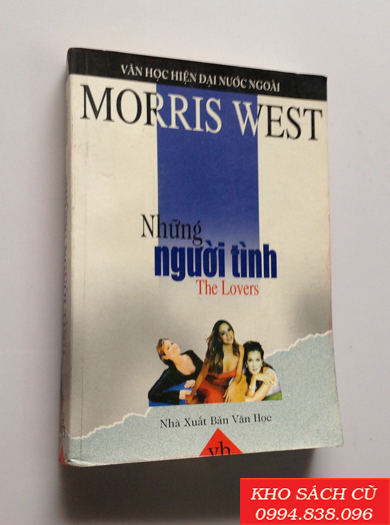 VĂN HỌC HIỆN ĐẠI NƯỚC NGOÀI
MORRIS WEST
Những
người tình
The Lovers
Nhà Xuất Bản Văn Học
vh
KHO SÁCH CŨ
0994.838.096